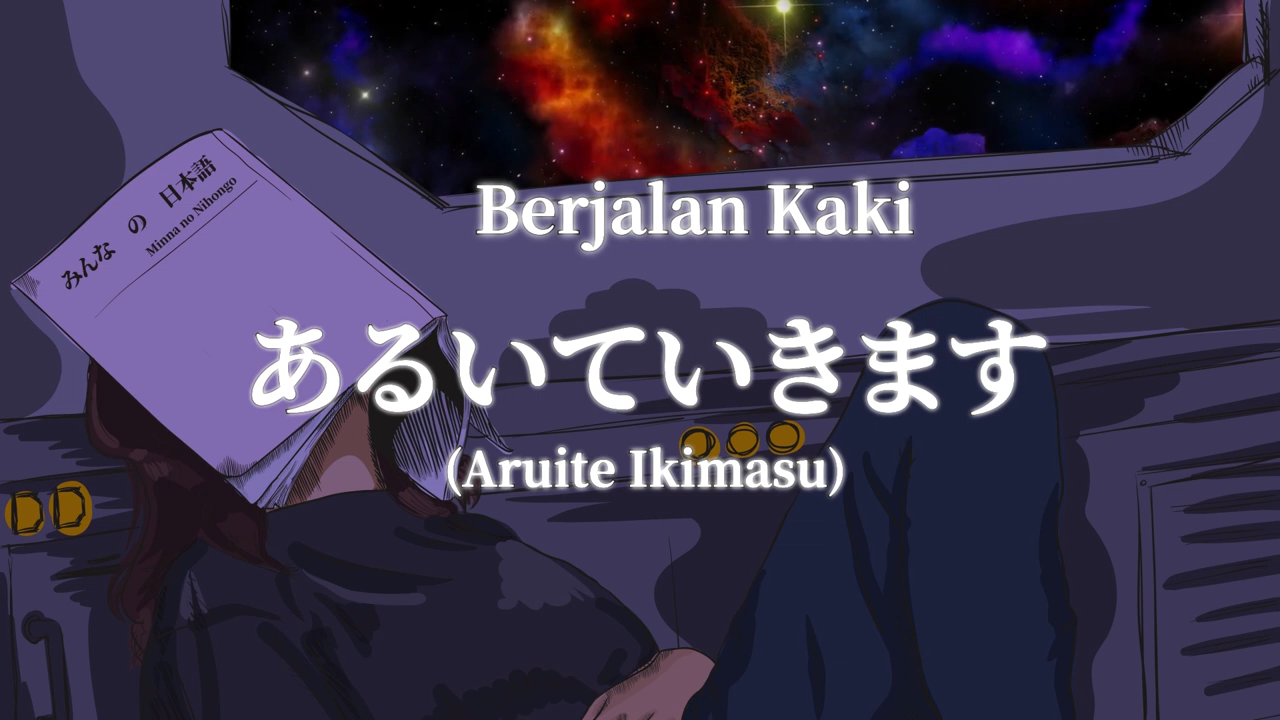 みんな の 日本語
Minna no Nihongo
Berjalan Kaki
あるいていきます
(Aruite Ikimasu)